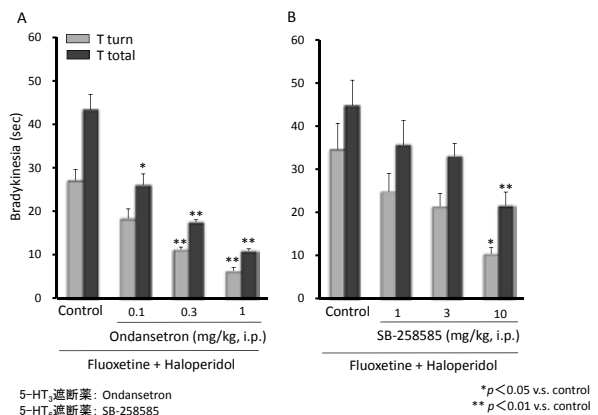 A
B
T turn
T total
Bradykinesia (sec)
60
50
40
30
20
10
0
*
**
**
**
**
Control
0.1
0.3
1
Ondansetron (mg/kg, i.p.)
Fluoxetine + Haloperidol
60
50
40
30
20
10
0
**
*
Control
1
3
10
SB-258585 (mg/kg, i.p.)
Fluoxetine + Haloperidol
5-HT₃遮断薬: Ondansetron
5-HT₆遮断薬: SB-258585
*p<0.05 v.s. control
** p<0.01 v.s. control